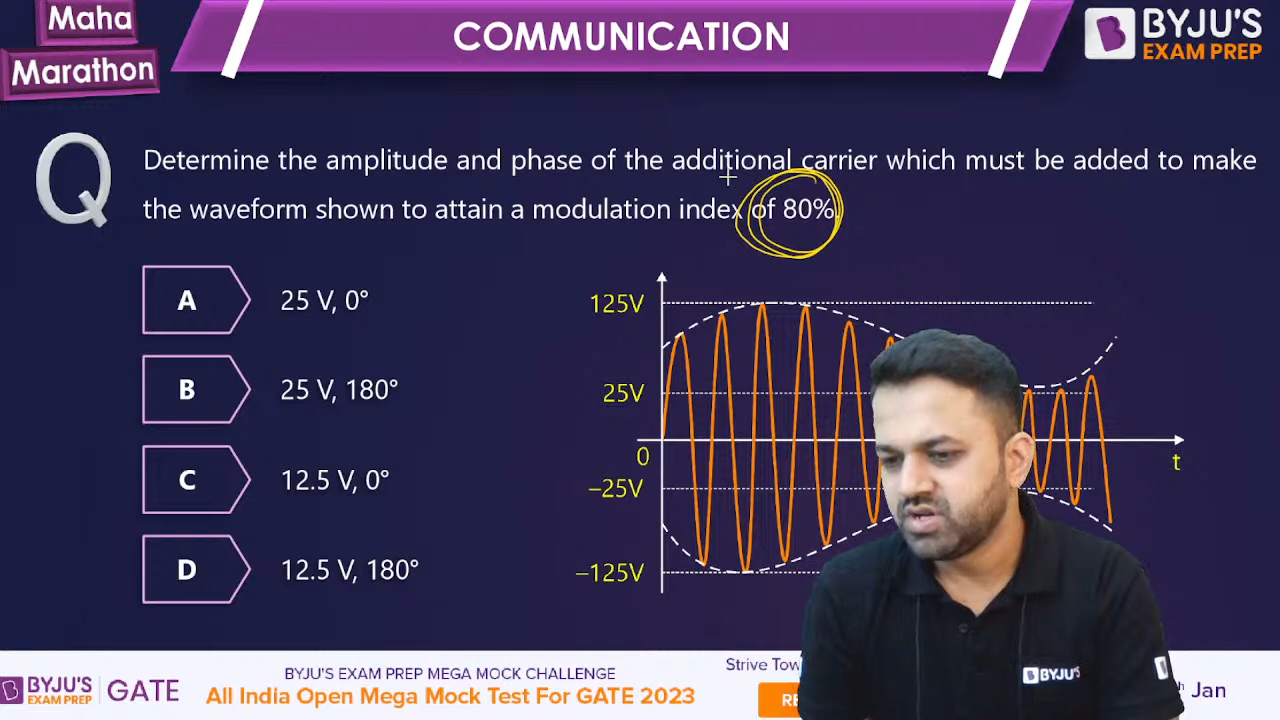 Maha
Marathon
COMMUNICATION
BYJU'S
EXAM PREP
Q
Determine the amplitude and phase of the additional carrier which must be added to make
the waveform shown to attain a modulation index of 80%.
A
25 V, 0°
B
25 V, 180°
C
12.5 V, 0°
D
12.5 V, 180°
125V
25V
0
t
−25V
−125V
BYJU'S
BYJU'S
EXAM PREP
GATE
BYJU'S EXAM PREP MEGA MOCK CHALLENGE
All India Open Mega Mock Test For GATE 2023
Strive
Jan